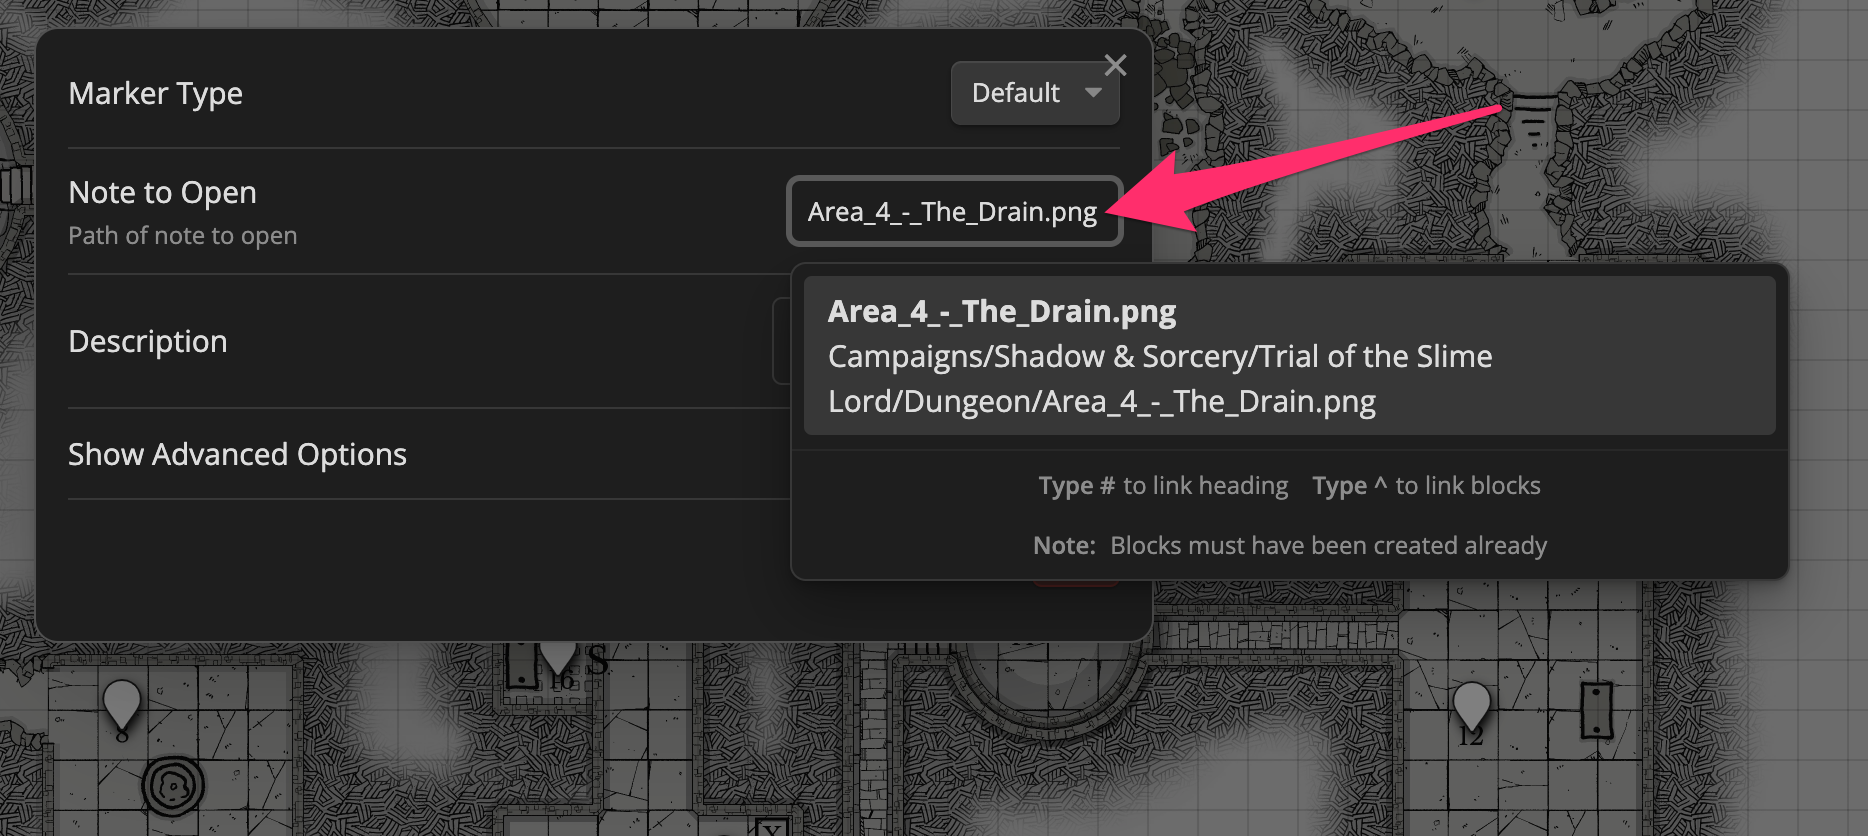 Marker Type
Default
Note to Open
Path of note to open
Area_4_-_The_Drain.png
Area_4_-_The_Drain.png
Campaigns/Shadow & Sorcery/Trial of the Slime
Lord/Dungeon/Area_4_-_The_Drain.png
Description
Show Advanced Options
Type # to link heading Type ^ to link blocks
Note: Blocks must have been created already
S
16
8
12
Y